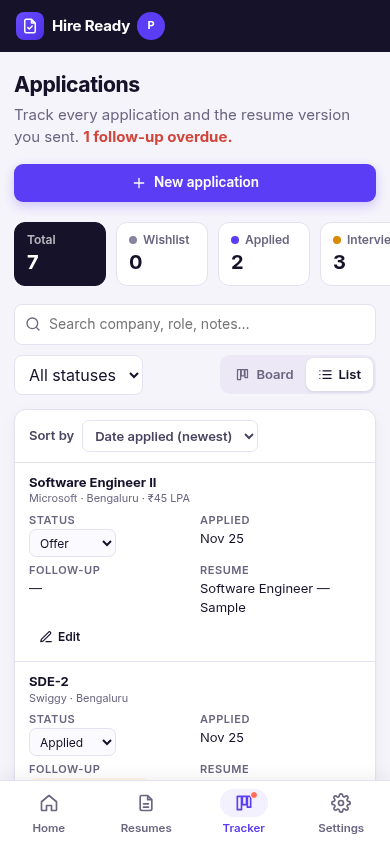 Hire Ready P
Applications
Track every application and the resume version
you sent. 1 follow-up overdue.
+ New application
Total
7
Wishlist
0
Applied
2
Intervie
3
Search company, role, notes...
All statuses
Board
List
Sort by
Date applied (newest)
Software Engineer II
Microsoft · Bengaluru · ₹45 LPA
STATUS
Offer
APPLIED
Nov 25
FOLLOW-UP
—
RESUME
Software Engineer —
Sample
Edit
SDE-2
Swiggy · Bengaluru
STATUS
Applied
APPLIED
Nov 25
FOLLOW-UP
RESUME
Home
Resumes
Tracker
Settings